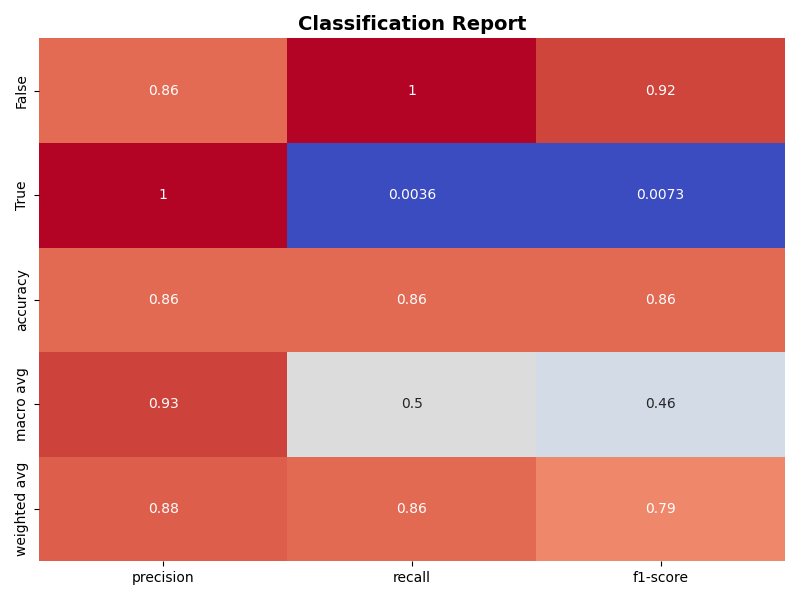 Classification Report
False 0.86 1 0.92
True 1 0.0036 0.0073
accuracy 0.86 0.86 0.86
macro avg 0.93 0.5 0.46
weighted avg 0.88 0.86 0.79
precision recall f1-score